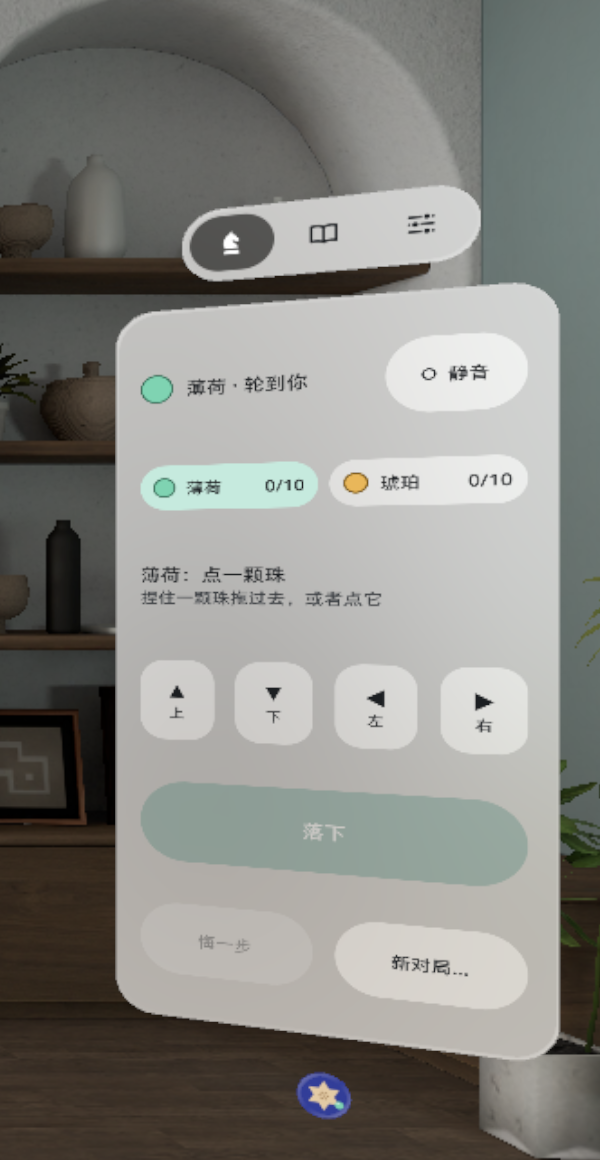 薄荷·轮到你
静音
薄荷 0/10
琥珀 0/10
薄荷：点一颗珠
捏住一颗珠拖过去，或者点它
上
下
左
右
落下
悔一步
新对局...